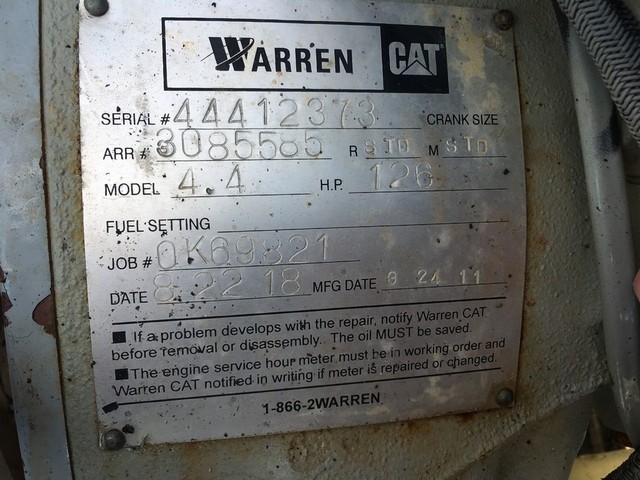 WARREN CAT
SERIAL # 44412373 CRANK SIZE
ARR # 3085585 R STD M STD
MODEL 4.4 H.P. 126
FUEL SETTING
JOB # 0K69821
DATE 8 22 18 MFG DATE 8 24 11
■ If a problem develops with the repair, notify Warren CAT
before removal or disassembly. The oil MUST be saved.
■ The engine service hour meter must be in working order and
Warren CAT notified in writing if meter is repaired or changed.
1-866-2WARREN